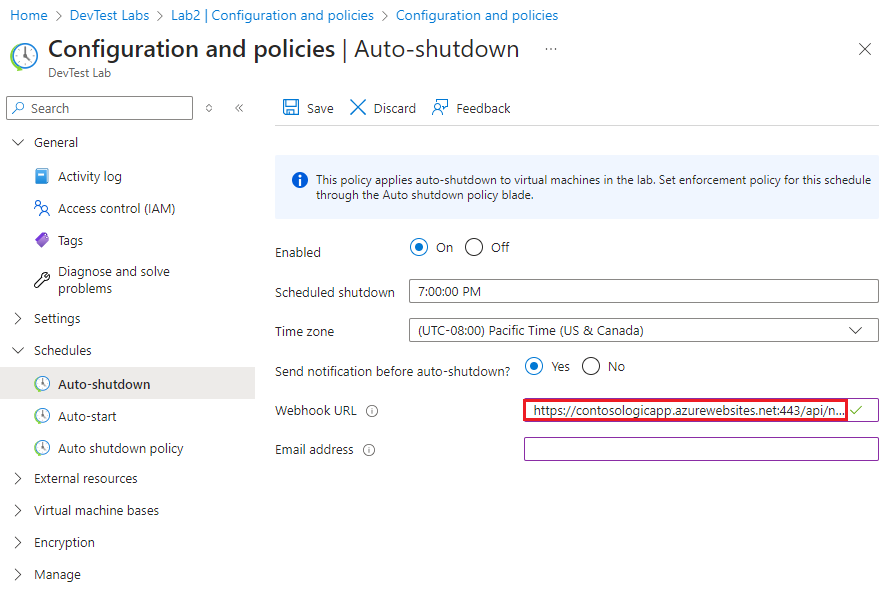 Home > DevTest Labs > Lab2 | Configuration and policies > Configuration and policies
Configuration and policies | Auto-shutdown ...
DevTest Lab
Search
Save Discard Feedback
General
Activity log
Access control (IAM)
Tags
Diagnose and solve
problems
Settings
Schedules
Auto-shutdown
Auto-start
Auto shutdown policy
External resources
Virtual machine bases
Encryption
Manage
This policy applies auto-shutdown to virtual machines in the lab. Set enforcement policy for this schedule
through the Auto shutdown policy blade.
Enabled On Off
Scheduled shutdown 7:00:00 PM
Time zone (UTC-08:00) Pacific Time (US & Canada)
Send notification before auto-shutdown? Yes No
Webhook URL https://contosologicapp.azurewebsites.net:443/api/n...
Email address